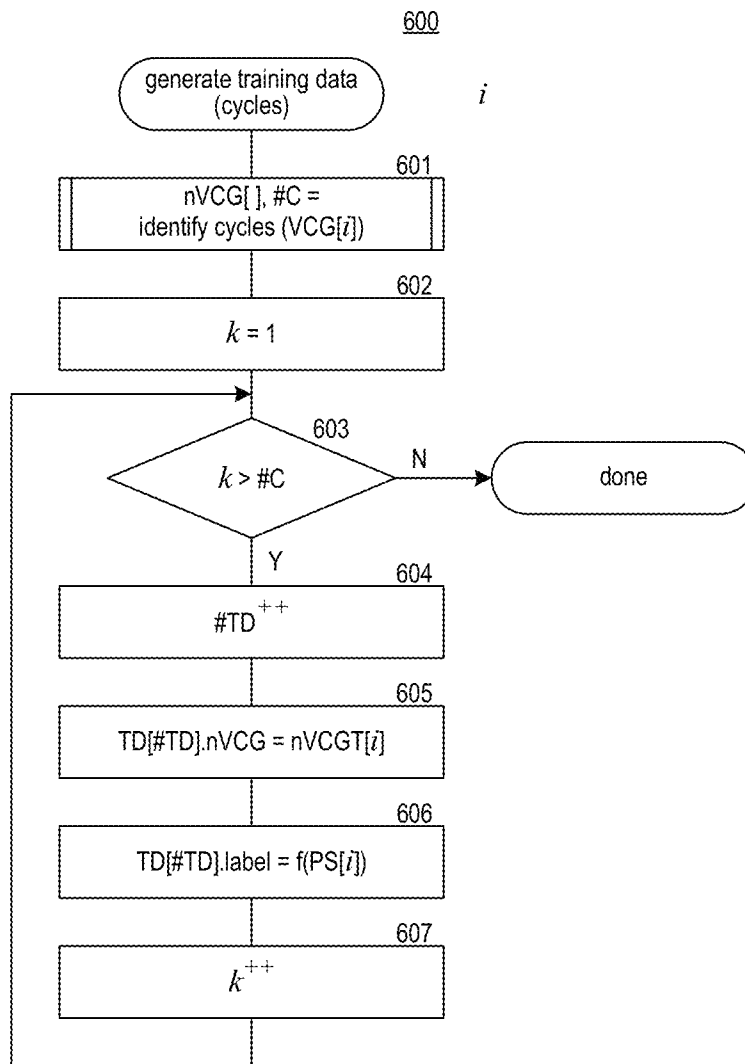 600
generate training data
(cycles)
i
601
nVCG[ ], #C =
identify cycles (VCG[i])
602
k = 1
603
k > #C
N
done
Y
604
#TD++
605
TD[#TD].nVCG = nVCGT[i]
606
TD[#TD].label = f(PS[i])
607
k++